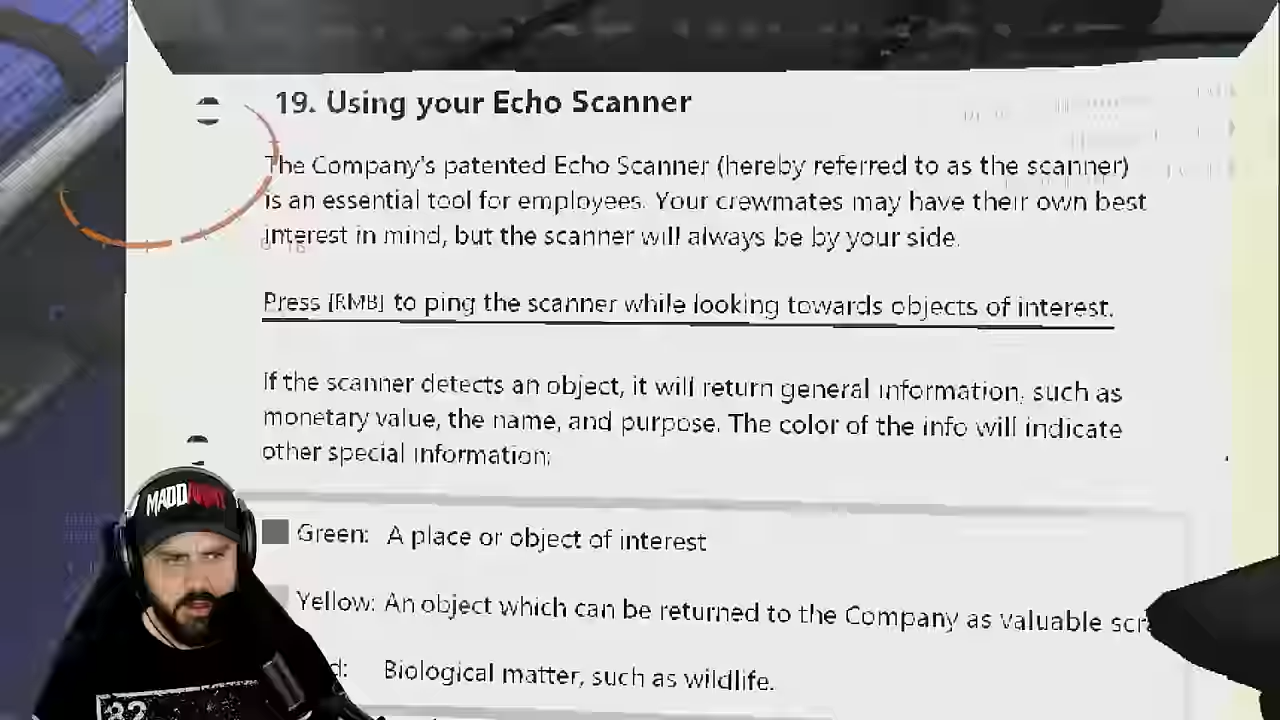 19. Using your Echo Scanner
The Company's patented Echo Scanner (hereby referred to as the scanner)
is an essential tool for employees. Your crewmates may have their own best
interest in mind, but the scanner will always be by your side.
Press [RMB] to ping the scanner while looking towards objects of interest.
If the scanner detects an object, it will return general information, such as
monetary value, the name, and purpose. The color of the info will indicate
other special information:
Green: A place or object of interest
Yellow: An object which can be returned to the Company as valuable
Biological matter, such as wildlife.
MADD
32